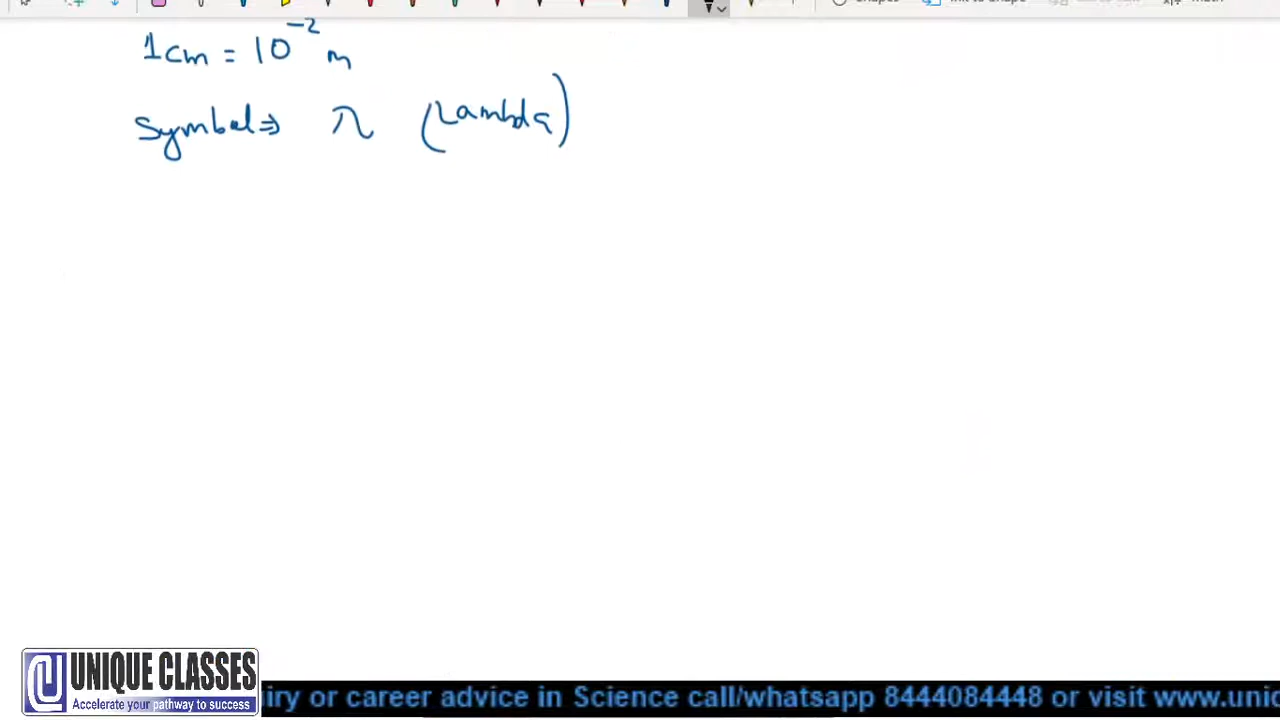 1cm = 10⁻² m
Symbol ⇒ λ (Lambda)
UNIQUE CLASSES
Accelerate your pathway to success
iry or career advice in Science call/whatsapp 8444084448 or visit www.uni